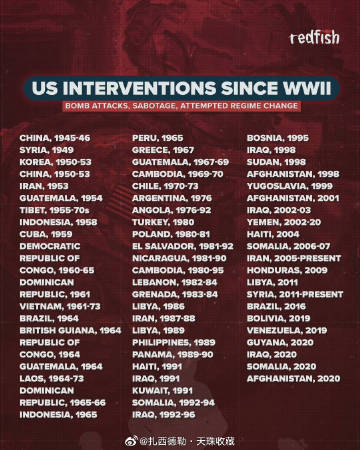 redfish
US INTERVENTIONS SINCE WWII
BOMB ATTACKS, SABOTAGE, ATTEMPTED REGIME CHANGE
CHINA, 1945-46
SYRIA, 1949
KOREA, 1950-53
CHINA, 1950-53
IRAN, 1953
GUATEMALA, 1954
TIBET, 1955-70s
INDONESIA, 1958
CUBA, 1959
DEMOCRATIC
REPUBLIC OF
CONGO, 1960-65
DOMINICAN
REPUBLIC, 1961
VIETNAM, 1961-73
BRAZIL, 1964
BRITISH GUIANA, 1964
REPUBLIC OF
CONGO, 1964
GUATEMALA, 1964
LAOS, 1964-73
DOMINICAN
REPUBLIC, 1965-66
INDONESIA, 1965
PERU, 1965
GREECE, 1967
GUATEMALA, 1967-69
CAMBODIA, 1969-70
CHILE, 1970-73
ARGENTINA, 1976
ANGOLA, 1976-92
TURKEY, 1980
POLAND, 1980-81
EL SALVADOR, 1981-92
NICARAGUA, 1981-90
CAMBODIA, 1980-95
LEBANON, 1982-84
GRENADA, 1983-84
LIBYA, 1986
IRAN, 1987-88
LIBYA, 1989
PHILIPPINES, 1989
PANAMA, 1989-90
HAITI, 1991
IRAQ, 1991
KUWAIT, 1991
SOMALIA, 1992-94
IRAQ, 1992-96
BOSNIA, 1995
IRAQ, 1998
SUDAN, 1998
AFGHANISTAN, 1998
YUGOSLAVIA, 1999
AFGHANISTAN, 2001
IRAQ, 2002-03
YEMEN, 2002-20
HAITI, 2004
SOMALIA, 2006-07
IRAN, 2005-PRESENT
HONDURAS, 2009
LIBYA, 2011
SYRIA, 2011-PRESENT
BRAZIL, 2016
BOLIVIA, 2019
VENEZUELA, 2019
GUYANA, 2020
IRAQ, 2020
SOMALIA, 2020
AFGHANISTAN, 2020
@扎西德勒·天珠收藏